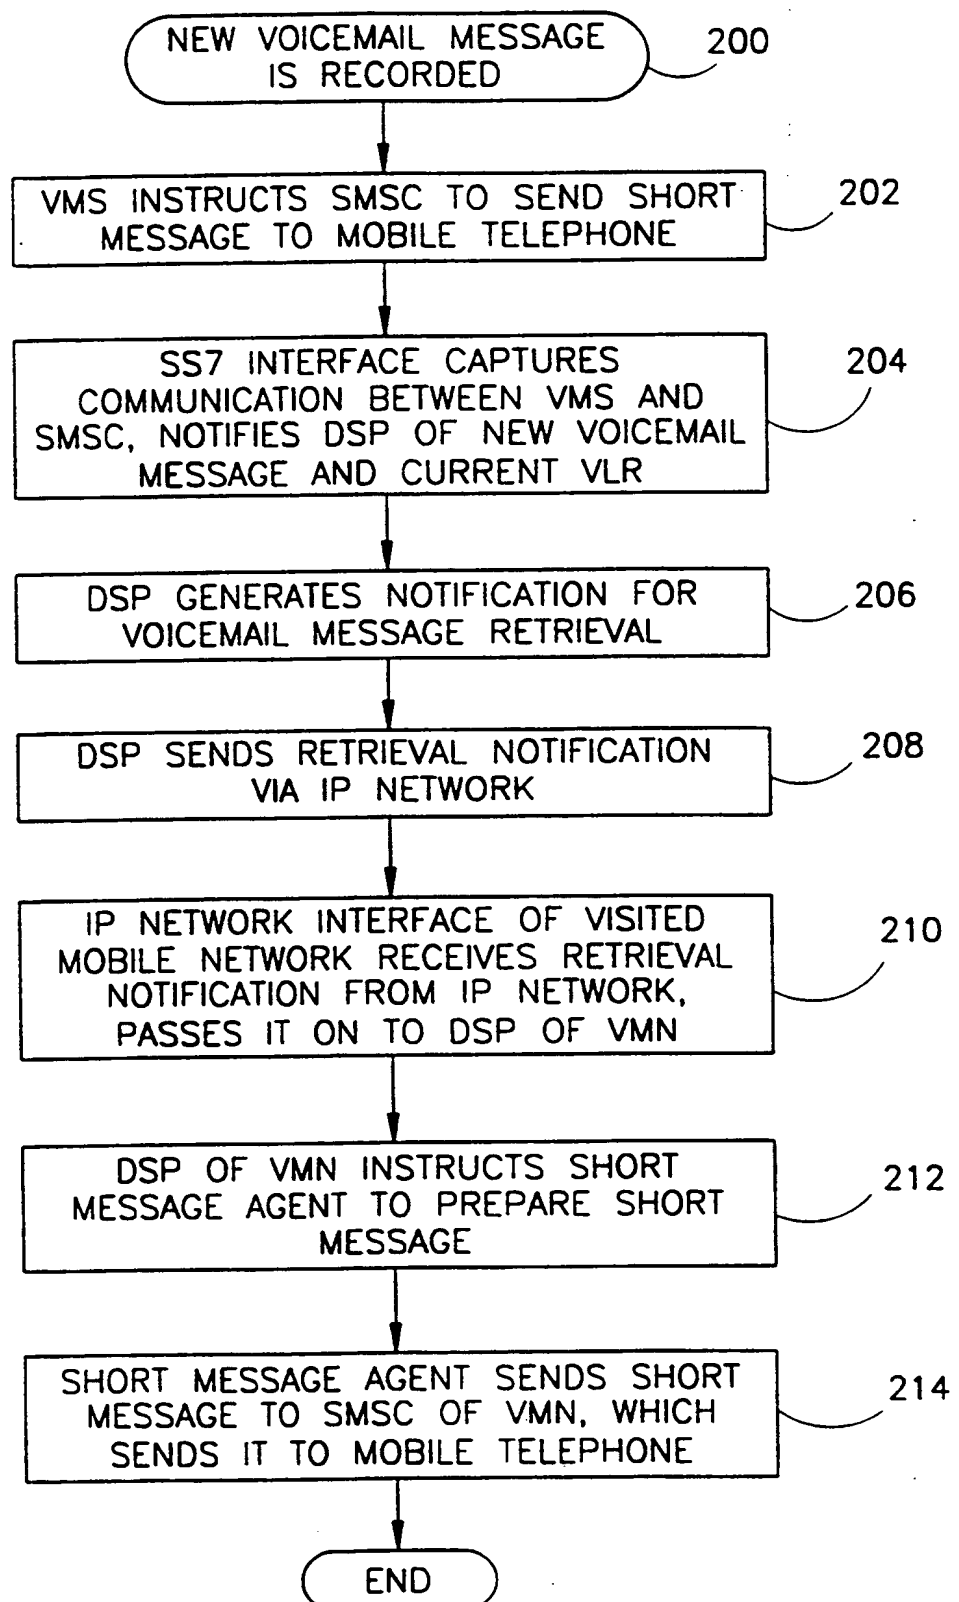 NEW VOICEMAIL MESSAGE
IS RECORDED
200
VMS INSTRUCTS SMSC TO SEND SHORT
MESSAGE TO MOBILE TELEPHONE
202
SS7 INTERFACE CAPTURES
COMMUNICATION BETWEEN VMS AND
SMSC, NOTIFIES DSP OF NEW VOICEMAIL
MESSAGE AND CURRENT VLR
204
DSP GENERATES NOTIFICATION FOR
VOICEMAIL MESSAGE RETRIEVAL
206
DSP SENDS RETRIEVAL NOTIFICATION
VIA IP NETWORK
208
IP NETWORK INTERFACE OF VISITED
MOBILE NETWORK RECEIVES RETRIEVAL
NOTIFICATION FROM IP NETWORK,
PASSES IT ON TO DSP OF VMN
210
DSP OF VMN INSTRUCTS SHORT
MESSAGE AGENT TO PREPARE SHORT
MESSAGE
212
SHORT MESSAGE AGENT SENDS SHORT
MESSAGE TO SMSC OF VMN, WHICH
SENDS IT TO MOBILE TELEPHONE
214
END